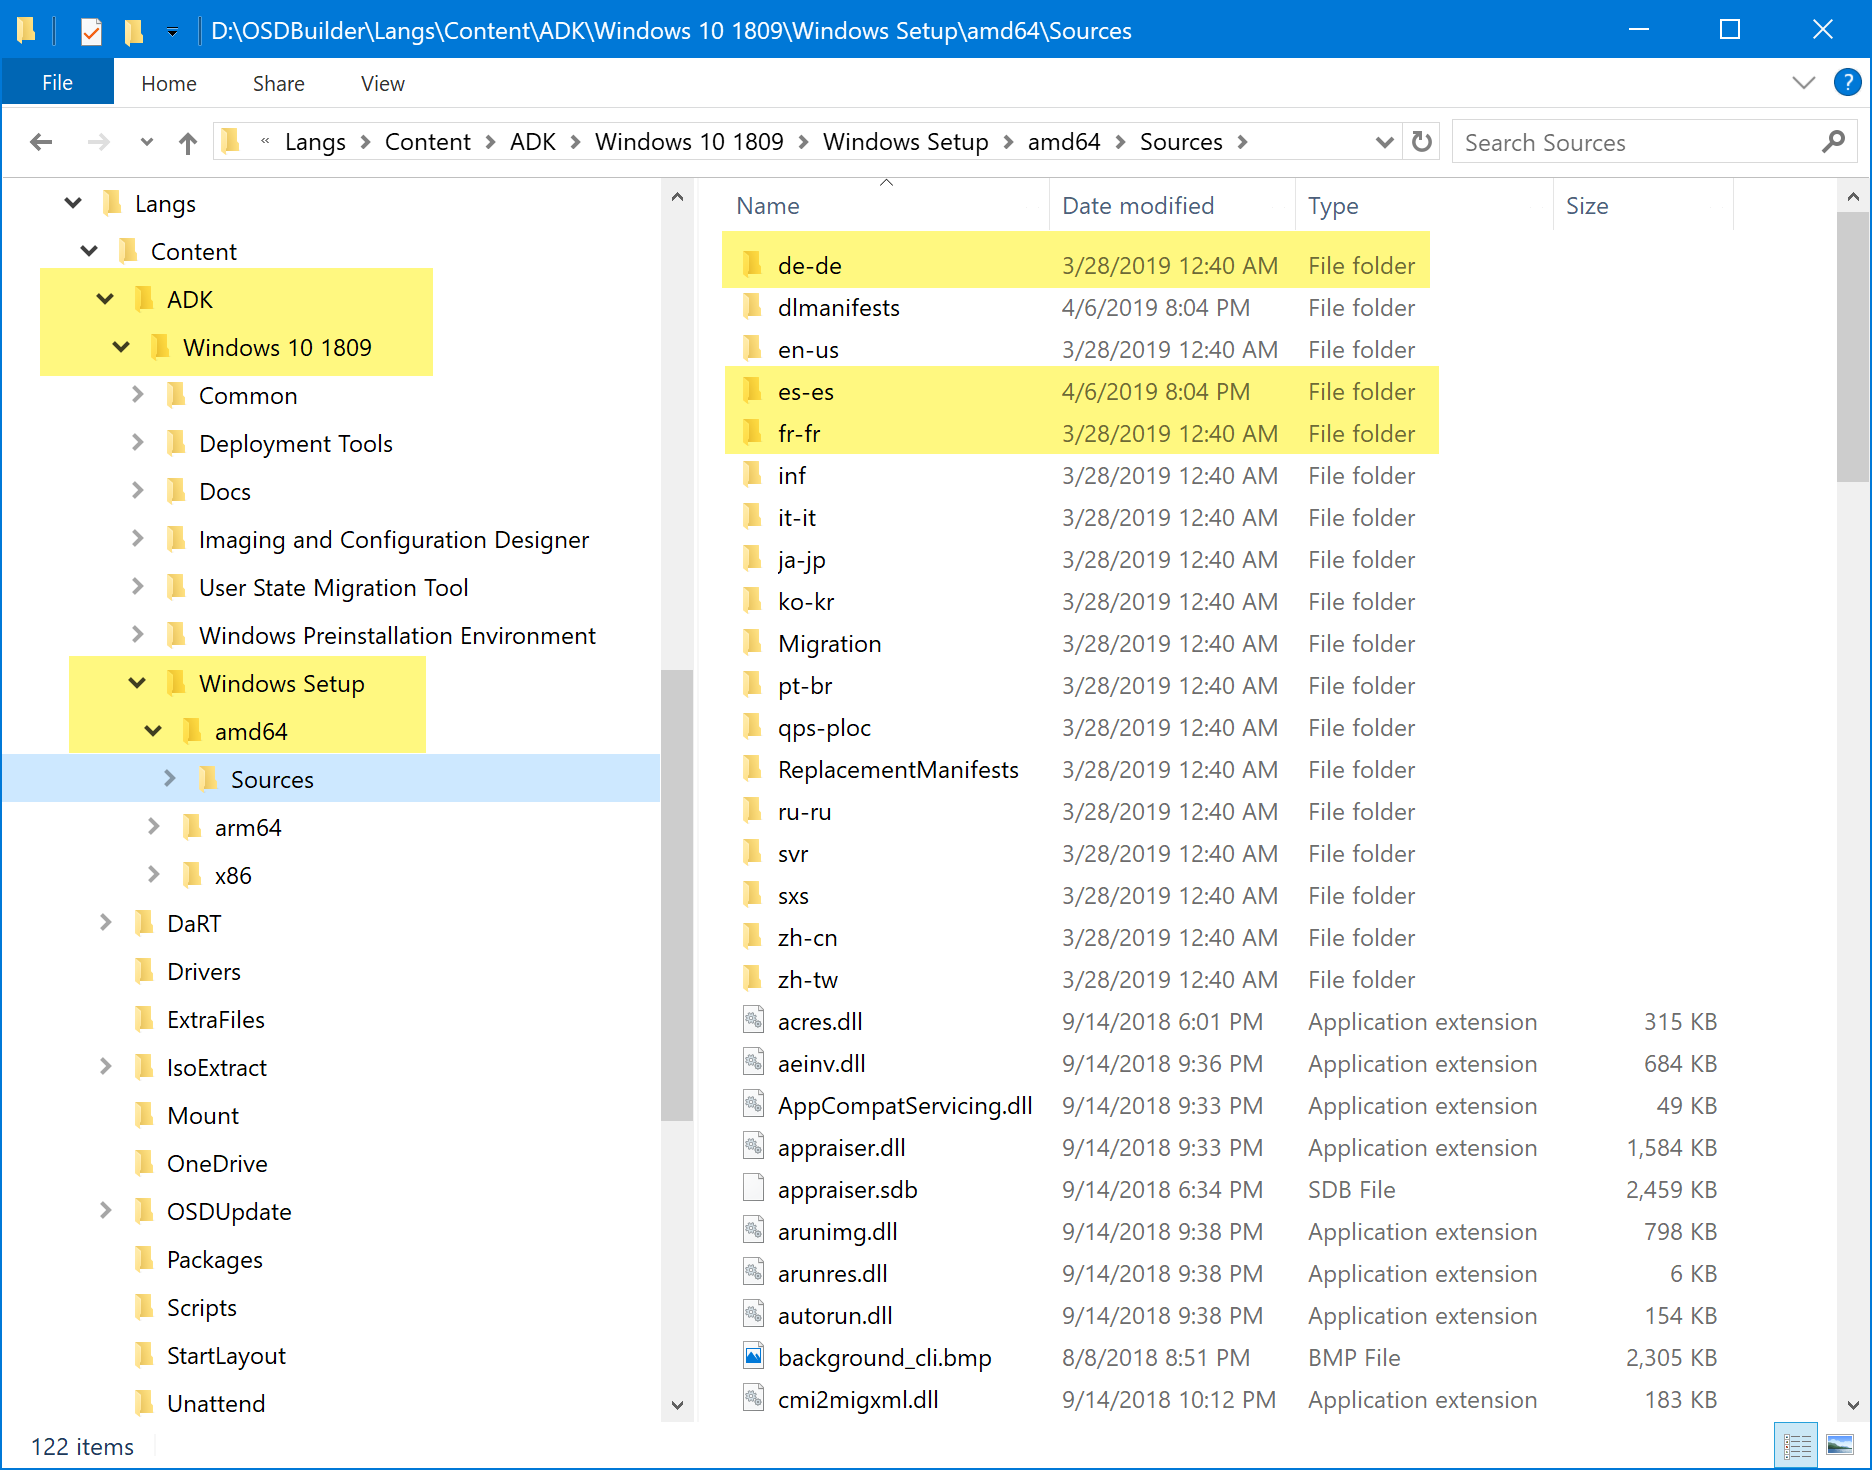 D:\OSDBuilder\Langs\Content\ADK\Windows 10 1809\Windows Setup\amd64\Sources
File Home Share View ?
« Langs > Content > ADK > Windows 10 1809 > Windows Setup > amd64 > Sources > Search Sources
Langs
Content
ADK
Windows 10 1809
Common
Deployment Tools
Docs
Imaging and Configuration Designer
User State Migration Tool
Windows Preinstallation Environment
Windows Setup
amd64
Sources
arm64
x86
DaRT
Drivers
ExtraFiles
IsoExtract
Mount
OneDrive
OSDUpdate
Packages
Scripts
StartLayout
Unattend
Name Date modified Type Size
de-de 3/28/2019 12:40 AM File folder
dlmanifests 4/6/2019 8:04 PM File folder
en-us 3/28/2019 12:40 AM File folder
es-es 4/6/2019 8:04 PM File folder
fr-fr 3/28/2019 12:40 AM File folder
inf 3/28/2019 12:40 AM File folder
it-it 3/28/2019 12:40 AM File folder
ja-jp 3/28/2019 12:40 AM File folder
ko-kr 3/28/2019 12:40 AM File folder
Migration 3/28/2019 12:40 AM File folder
pt-br 3/28/2019 12:40 AM File folder
qps-ploc 3/28/2019 12:40 AM File folder
ReplacementManifests 3/28/2019 12:40 AM File folder
ru-ru 3/28/2019 12:40 AM File folder
svr 3/28/2019 12:40 AM File folder
sxs 3/28/2019 12:40 AM File folder
zh-cn 3/28/2019 12:40 AM File folder
zh-tw 3/28/2019 12:40 AM File folder
acres.dll 9/14/2018 6:01 PM Application extension 315 KB
aeinv.dll 9/14/2018 9:36 PM Application extension 684 KB
AppCompatServicing.dll 9/14/2018 9:33 PM Application extension 49 KB
appraiser.dll 9/14/2018 9:33 PM Application extension 1,584 KB
appraiser.sdb 9/14/2018 6:34 PM SDB File 2,459 KB
arunimg.dll 9/14/2018 9:38 PM Application extension 798 KB
arunres.dll 9/14/2018 9:38 PM Application extension 6 KB
autorun.dll 9/14/2018 9:38 PM Application extension 154 KB
background_cli.bmp 8/8/2018 8:51 PM BMP File 2,305 KB
cmi2migxml.dll 9/14/2018 10:12 PM Application extension 183 KB
122 items